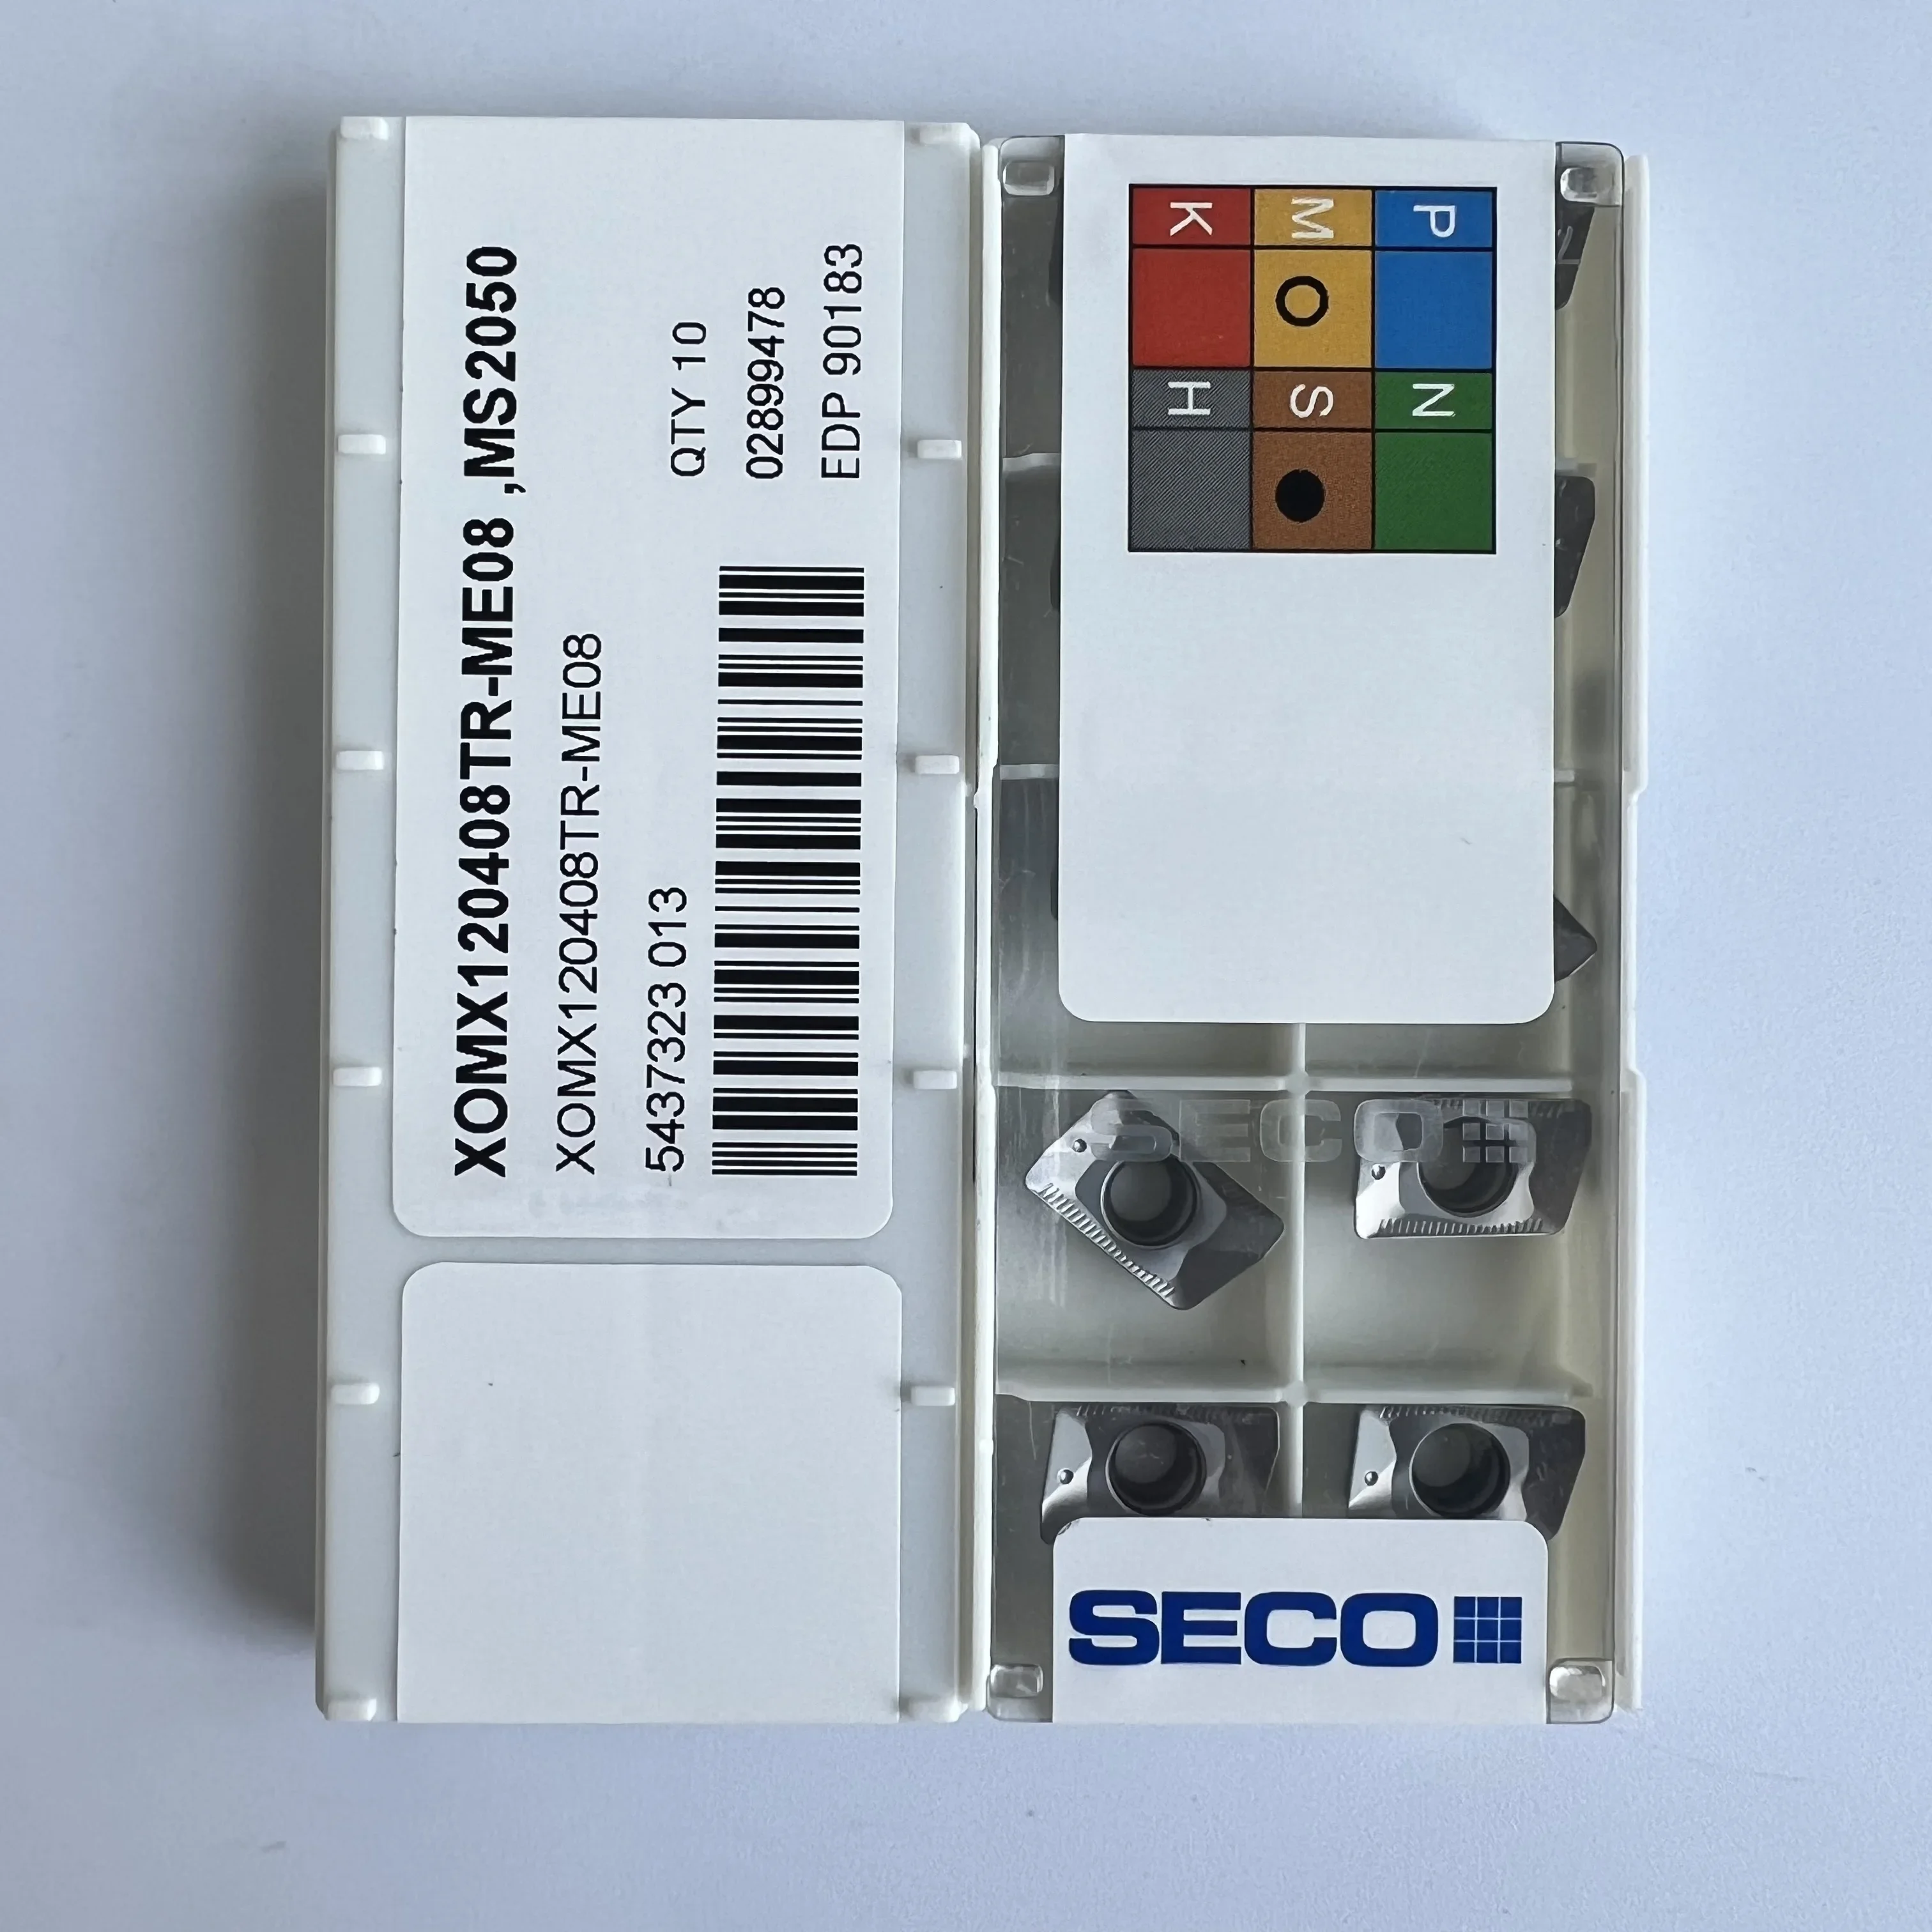 XOMX120408TR-ME08 ,MS2050
XOMX120408TR-ME08
5437323 013
QTY 10
02899478
EDP 90183
P
M
K
N
S
H
SECO
SECO